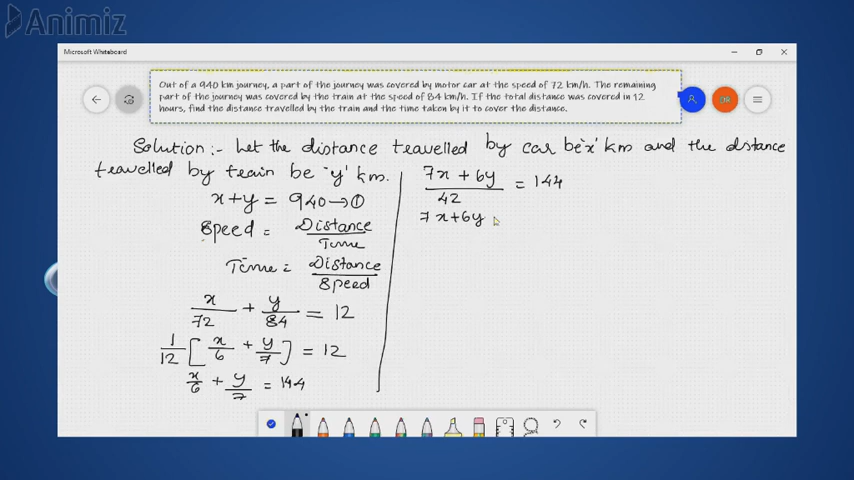 Animiz
Microsoft Whiteboard
Out of a 940 km journey, a part of the journey was covered by motor car at the speed of 72 km/h. The remaining
part of the journey was covered by the train at the speed of 84 km/h. If the total distance was covered in 12
hours, find the distance travelled by the train and the time taken by it to cover the distance.
Solution :- Let the distance travelled by car be 'x' km and the distance
travelled by train be 'y' km.
x+y = 940 → ①
Speed = Distance / Time
Time = Distance / Speed
x/72 + y/84 = 12
1/12 [x/6 + y/7] = 12
x/6 + y/7 = 144
7x + 6y / 42 = 144
7x+6y